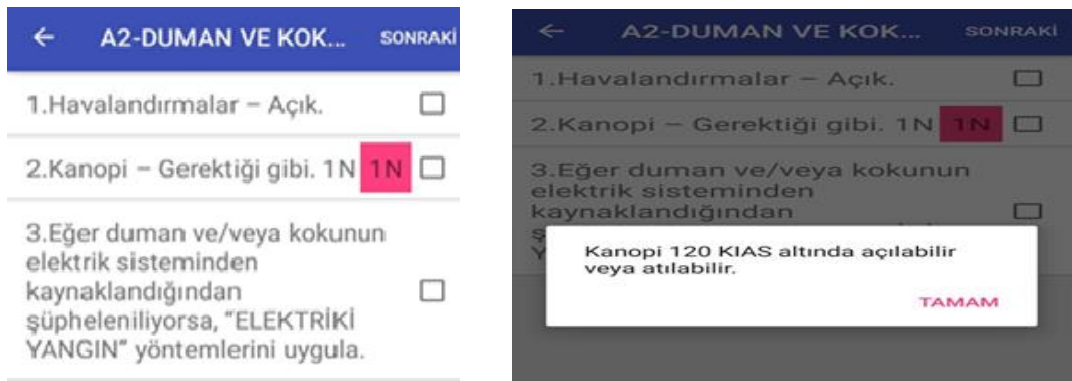 ← A2-DUMAN VE KOK... SONRAKİ
1.Havalandırmalar – Açık.
2.Kanopi – Gerektiği gibi. 1N 1N
3.Eğer duman ve/veya kokunun
elektrik sisteminden
kaynaklandığından
şüpheleniliyorsa, “ELEKTRİKİ
YANGIN” yöntemlerini uygula.
← A2-DUMAN VE KOK... SONRAKİ
1.Havalandırmalar – Açık.
2.Kanopi – Gerektiği gibi. 1N 1N
3.Eğer duman ve/veya kokunun
elektrik sisteminden
kaynaklandığından
Kanopi 120 KIAS altında açılabilir
veya atılabilir.
TAMAM